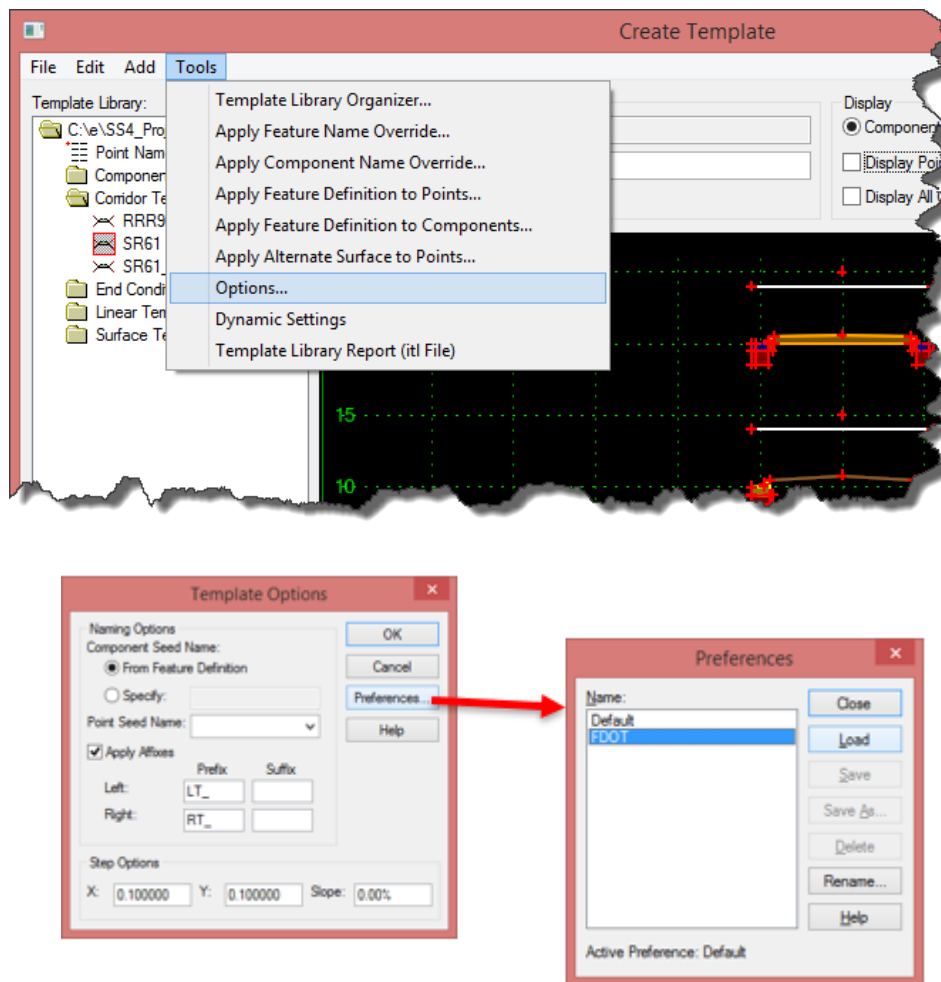 Create Template
File Edit Add Tools
Template Library:
C:\e\SS4_Proj
Point Nam
Componen
Corridor Te
RRR9
SR61
SR61_
End Condi
Linear Tem
Surface Te
Template Library Organizer...
Apply Feature Name Override...
Apply Component Name Override...
Apply Feature Definition to Points...
Apply Feature Definition to Components...
Apply Alternate Surface to Points...
Options...
Dynamic Settings
Template Library Report (itl File)
Display
Component
Display Poi
Display All
15
10
Template Options
Naming Options
Component Seed Name:
From Feature Definition
Specify:
Point Seed Name:
Apply Affixes
Prefix Suffix
Left: LT_
Right: RT_
Step Options
X: 0.100000 Y: 0.100000 Slope: 0.00%
OK
Cancel
Preferences...
Help
Preferences
Name:
Default
FDOT
Close
Load
Save
Save As...
Delete
Rename...
Help
Active Preference: Default